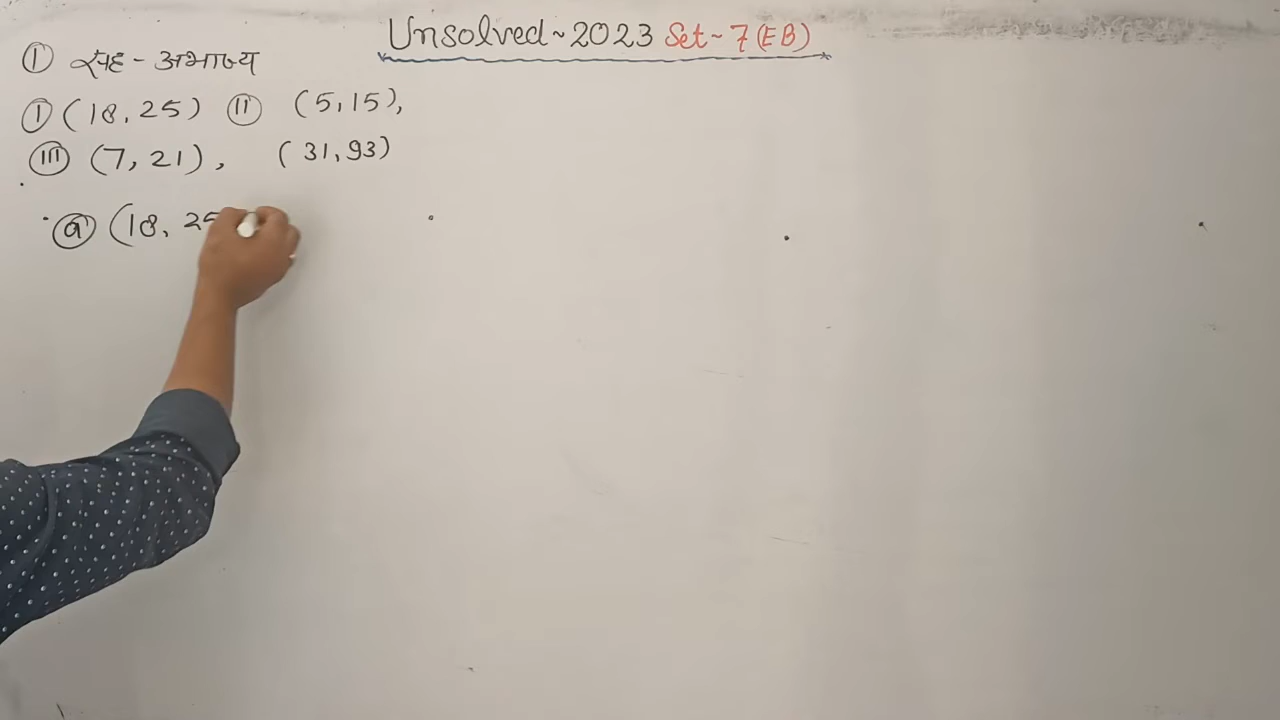 Unsolved~2023 Set~7(EB)
① सह-अभाज्य
Ⓘ (18,25) Ⓘⓘ (5,15),
ⓘⓘⓘ (7,21), (31,93)
ⓐ (18, 25